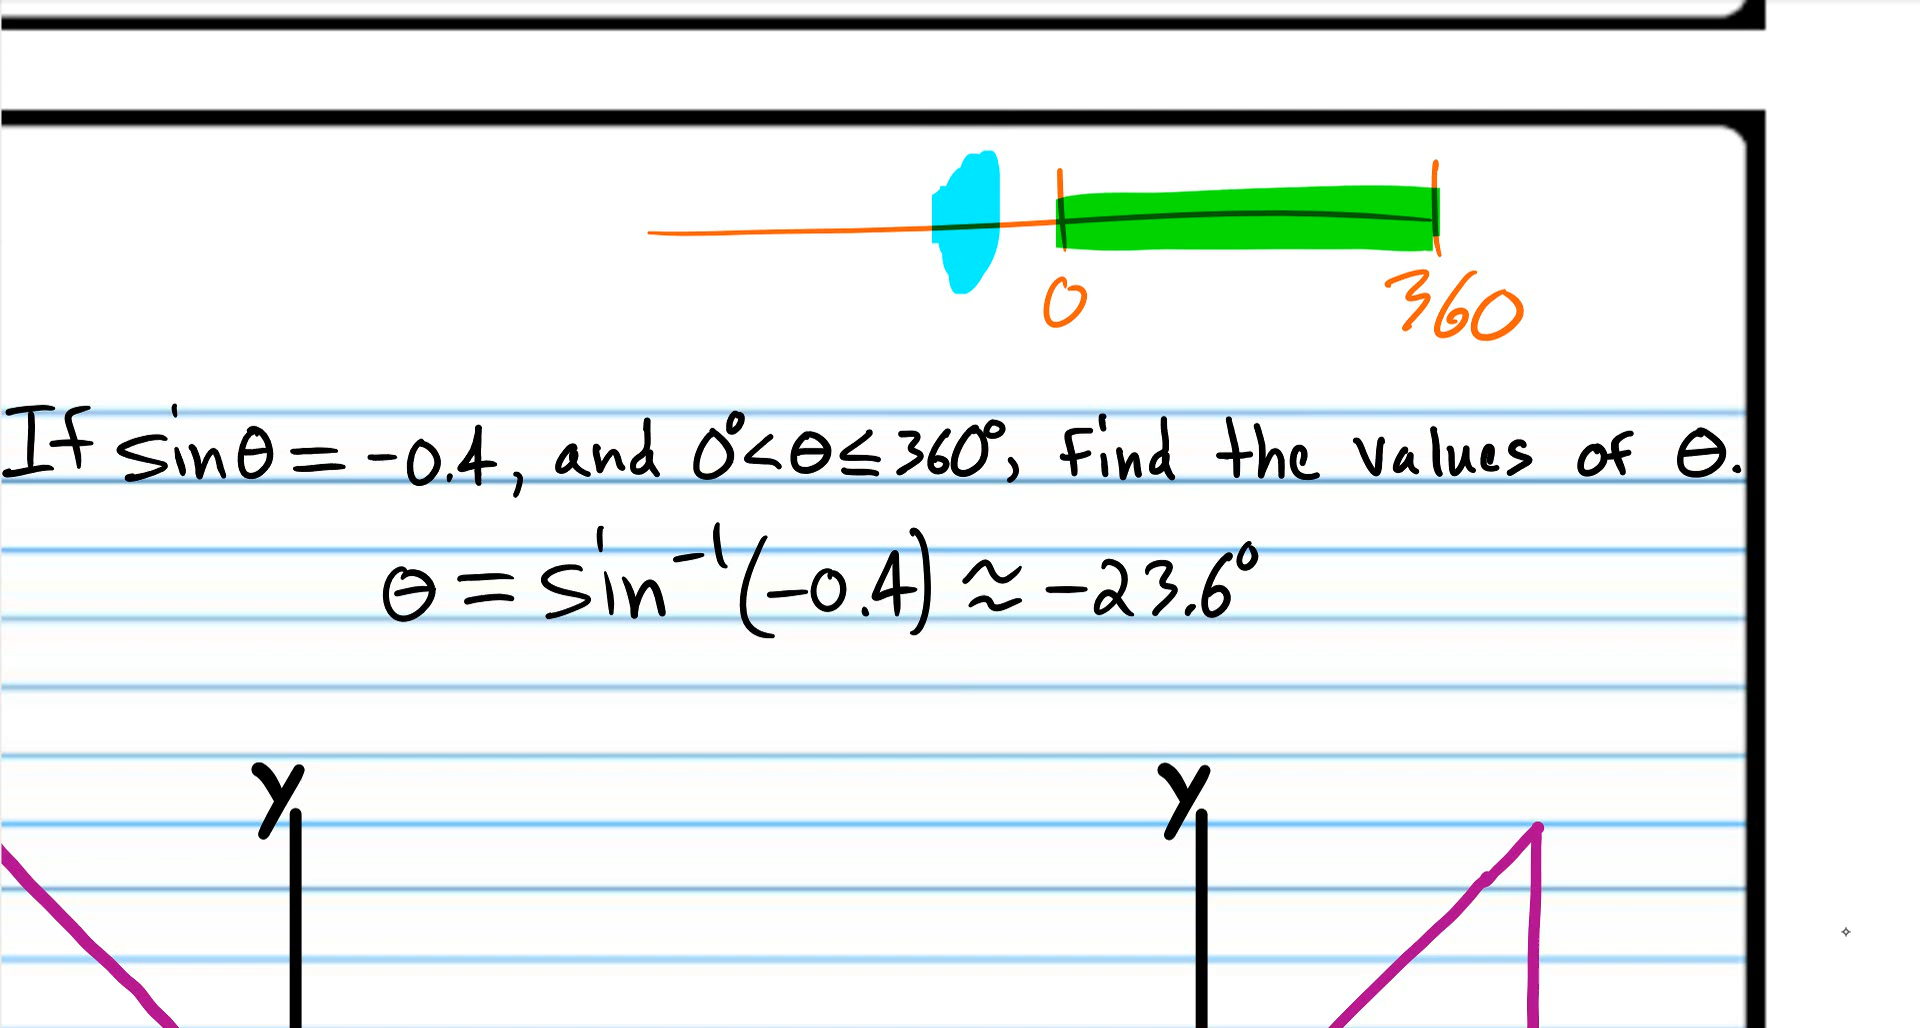 0 360
If sinθ = -0.4, and 0°<θ≤360°, find the values of θ.
θ = sin⁻¹(-0.4) ≈ -23.6°
y y